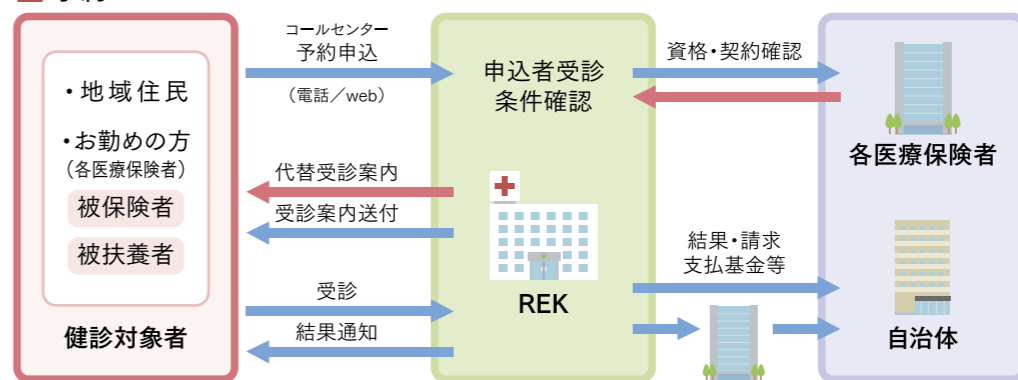 ・地域住民
・お勤めの方
（各医療保険者）
被保険者
被扶養者
健診対象者
コールセンター
予約申込
（電話／web）
代替受診案内
受診案内送付
受診
結果通知
申込者受診
条件確認
REK
資格・契約確認
結果・請求
支払基金等
各医療保険者
自治体